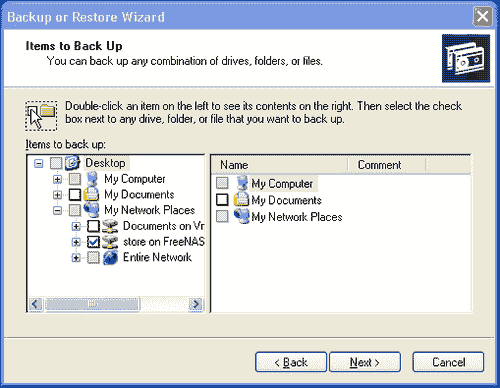 Backup or Restore Wizard
Items to Back Up
You can back up any combination of drives, folders, or files.
Double-click an item on the left to see its contents on the right. Then select the check
box next to any drive, folder, or file that you want to back up.
Items to back up:
Desktop
My Computer
My Documents
My Network Places
Documents on Vr
store on FreeNAS
Entire Network
Name Comment
My Computer
My Documents
My Network Places
< Back Next > Cancel